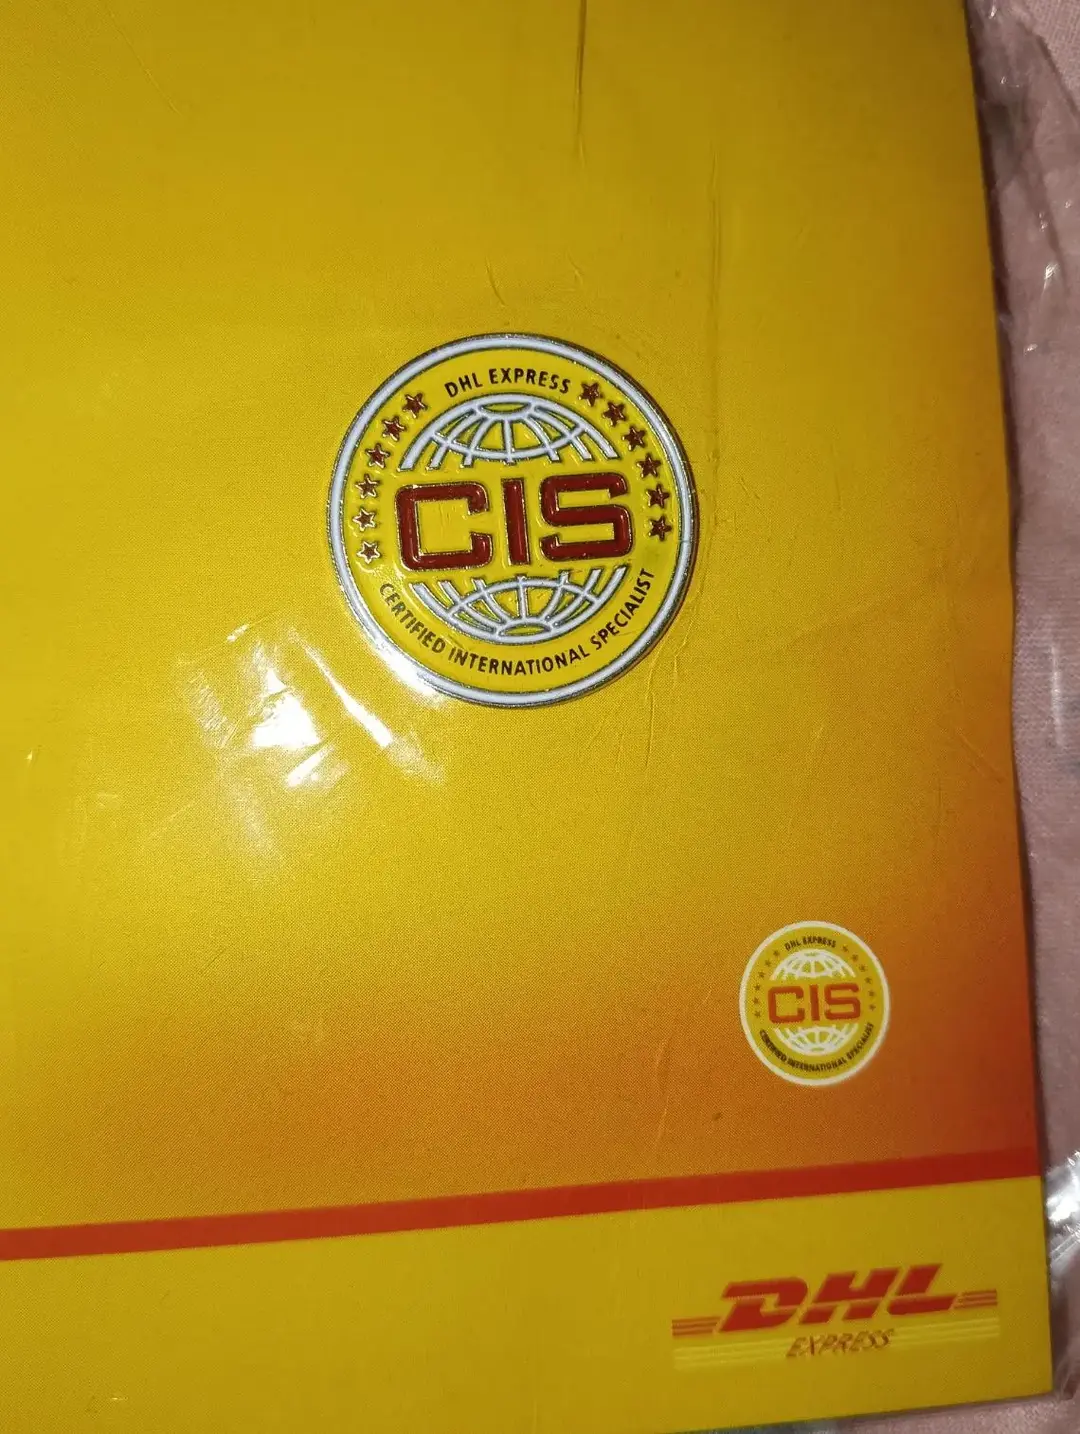 DHL EXPRESS
CIS
CERTIFIED INTERNATIONAL SPECIALIST
DHL EXPRESS
CIS
CERTIFIED INTERNATIONAL SPECIALIST
DHL
EXPRESS